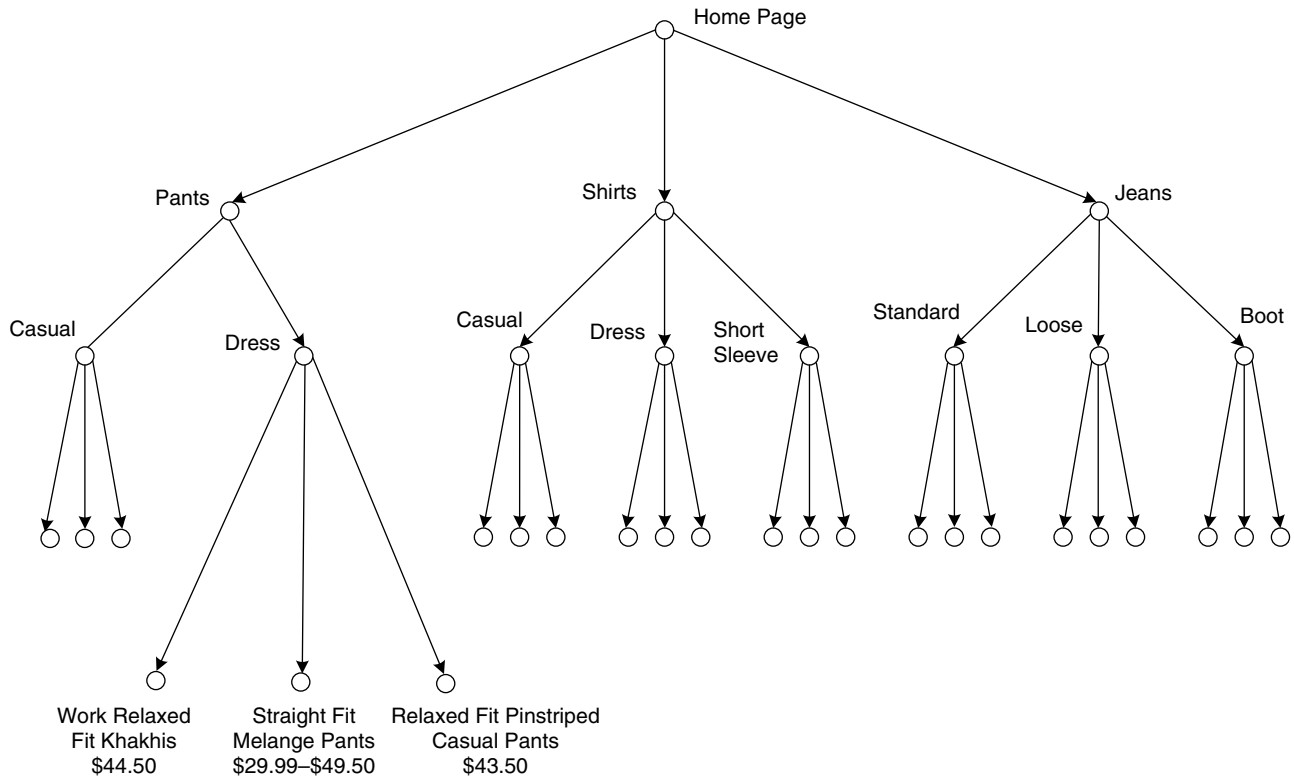 Home Page
Pants
Shirts
Jeans
Casual
Dress
Casual
Dress
Short
Sleeve
Standard
Loose
Boot
Work Relaxed
Fit Khakhis
$44.50
Straight Fit
Melange Pants
$29.99–$49.50
Relaxed Fit Pinstriped
Casual Pants
$43.50